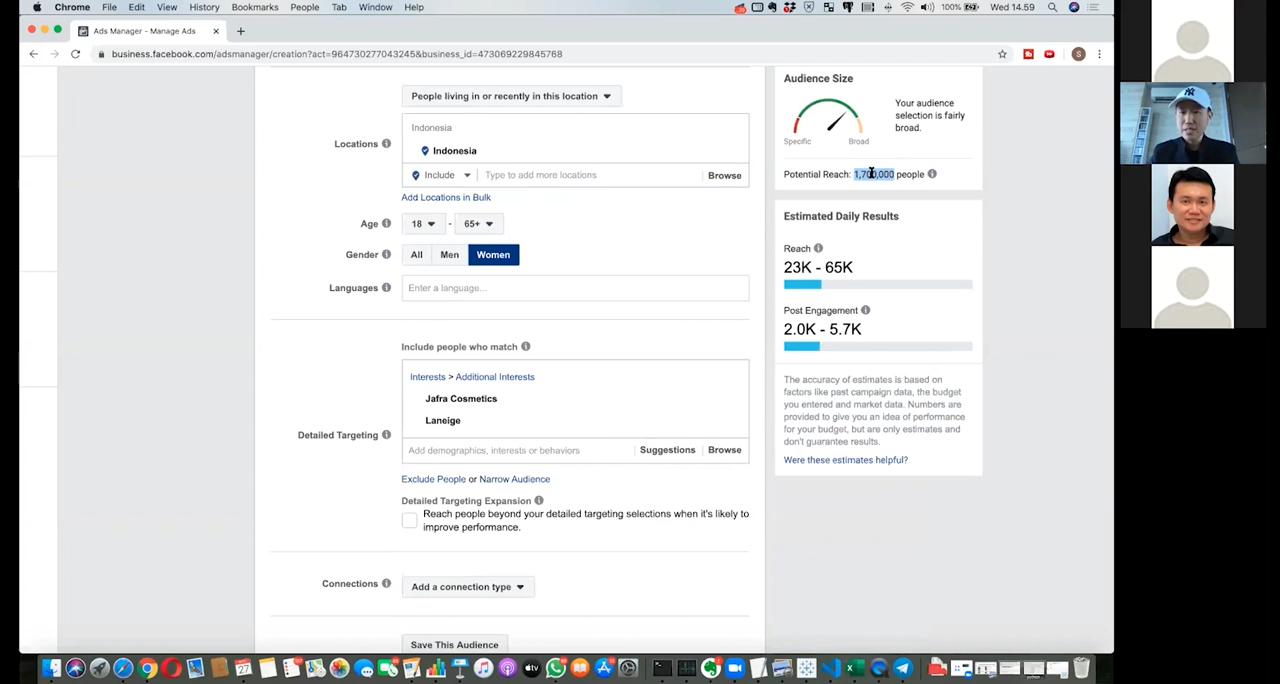 Chrome File Edit View History Bookmarks People Tab Window Help
100% Wed 14.59
Ads Manager - Manage Ads
business.facebook.com/adsmanager/creation?act=964730277043245&business_id=473069229845768
S
People living in or recently in this location
Locations
Indonesia
Indonesia
Include Type to add more locations Browse
Add Locations in Bulk
Age 18 - 65+
Gender All Men Women
Languages Enter a language...
Include people who match
Interests > Additional Interests
Jafra Cosmetics
Laneige
Detailed Targeting
Add demographics, interests or behaviors Suggestions Browse
Exclude People or Narrow Audience
Detailed Targeting Expansion
Reach people beyond your detailed targeting selections when it's likely to
improve performance.
Connections Add a connection type
Save This Audience
Audience Size
Your audience
selection is fairly
broad.
Specific Broad
Potential Reach: 1,700,000 people
Estimated Daily Results
Reach
23K - 65K
Post Engagement
2.0K - 5.7K
The accuracy of estimates is based on
factors like past campaign data, the budget
you entered and market data. Numbers are
provided to give you an idea of performance
for your budget, but are only estimates and
don't guarantee results.
Were these estimates helpful?
27
tv